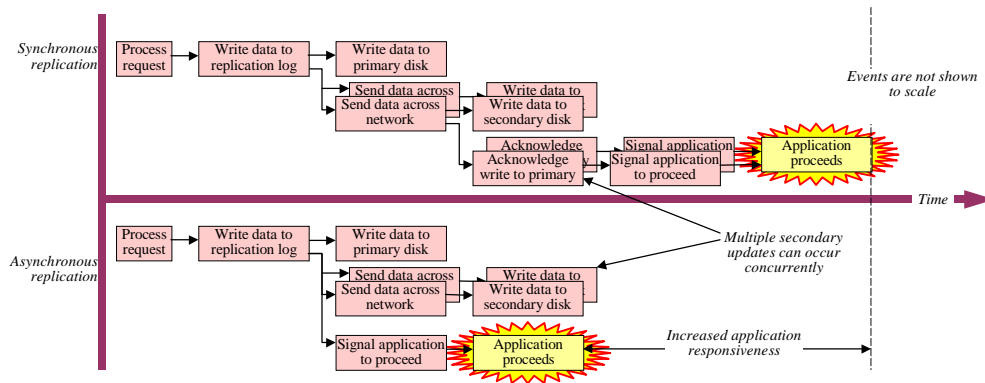 Synchronous
replication
Process
request
Write data to
replication log
Write data to
primary disk
Send data across
Write data to
Send data across
network
Write data to
secondary disk
Acknowledge
Signal application
Acknowledge
write to primary
Signal application
to proceed
Application
proceeds
Events are not shown
to scale
Time
Asynchronous
replication
Process
request
Write data to
replication log
Write data to
primary disk
Send data across
Write data to
Send data across
network
Write data to
secondary disk
Signal application
to proceed
Application
proceeds
Multiple secondary
updates can occur
concurrently
Increased application
responsiveness